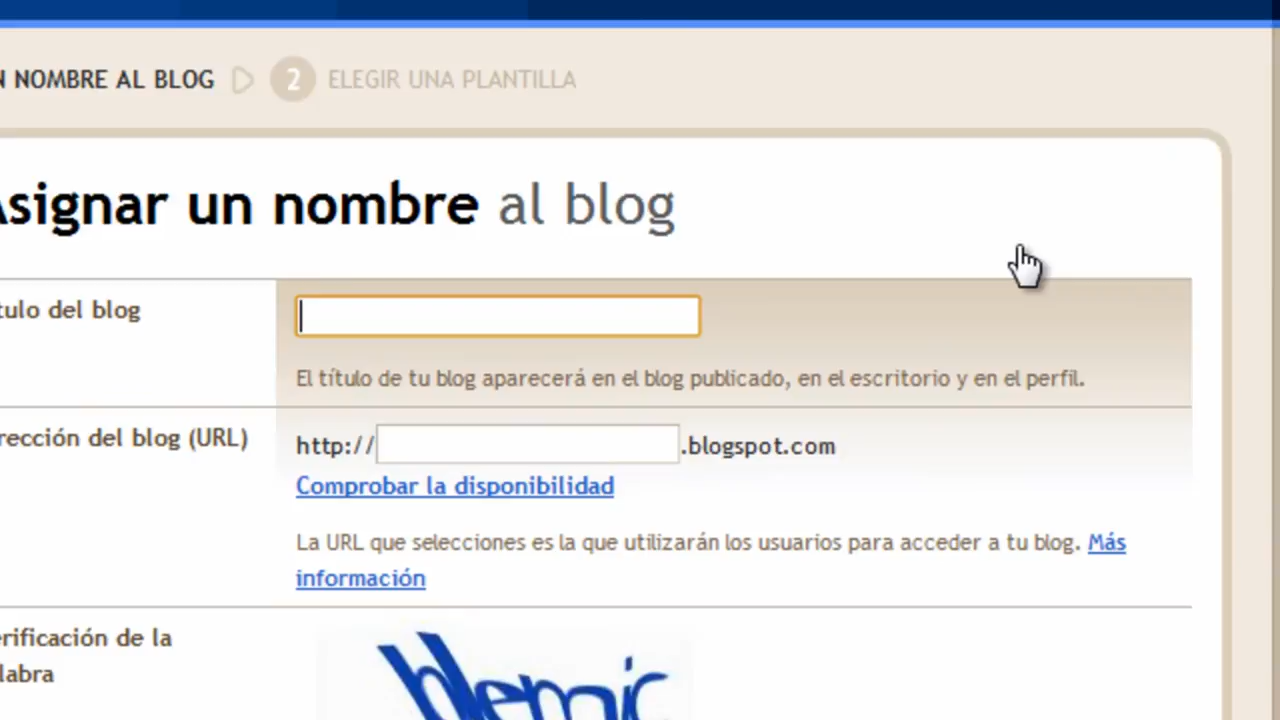 N NOMBRE AL BLOG 2 ELEGIR UNA PLANTILLA
Asignar un nombre al blog
tulo del blog
El título de tu blog aparecerá en el blog publicado, en el escritorio y en el perfil.
rección del blog (URL) http:// .blogspot.com
Comprobar la disponibilidad
La URL que selecciones es la que utilizarán los usuarios para acceder a tu blog. Más
información
erificación de la
labra